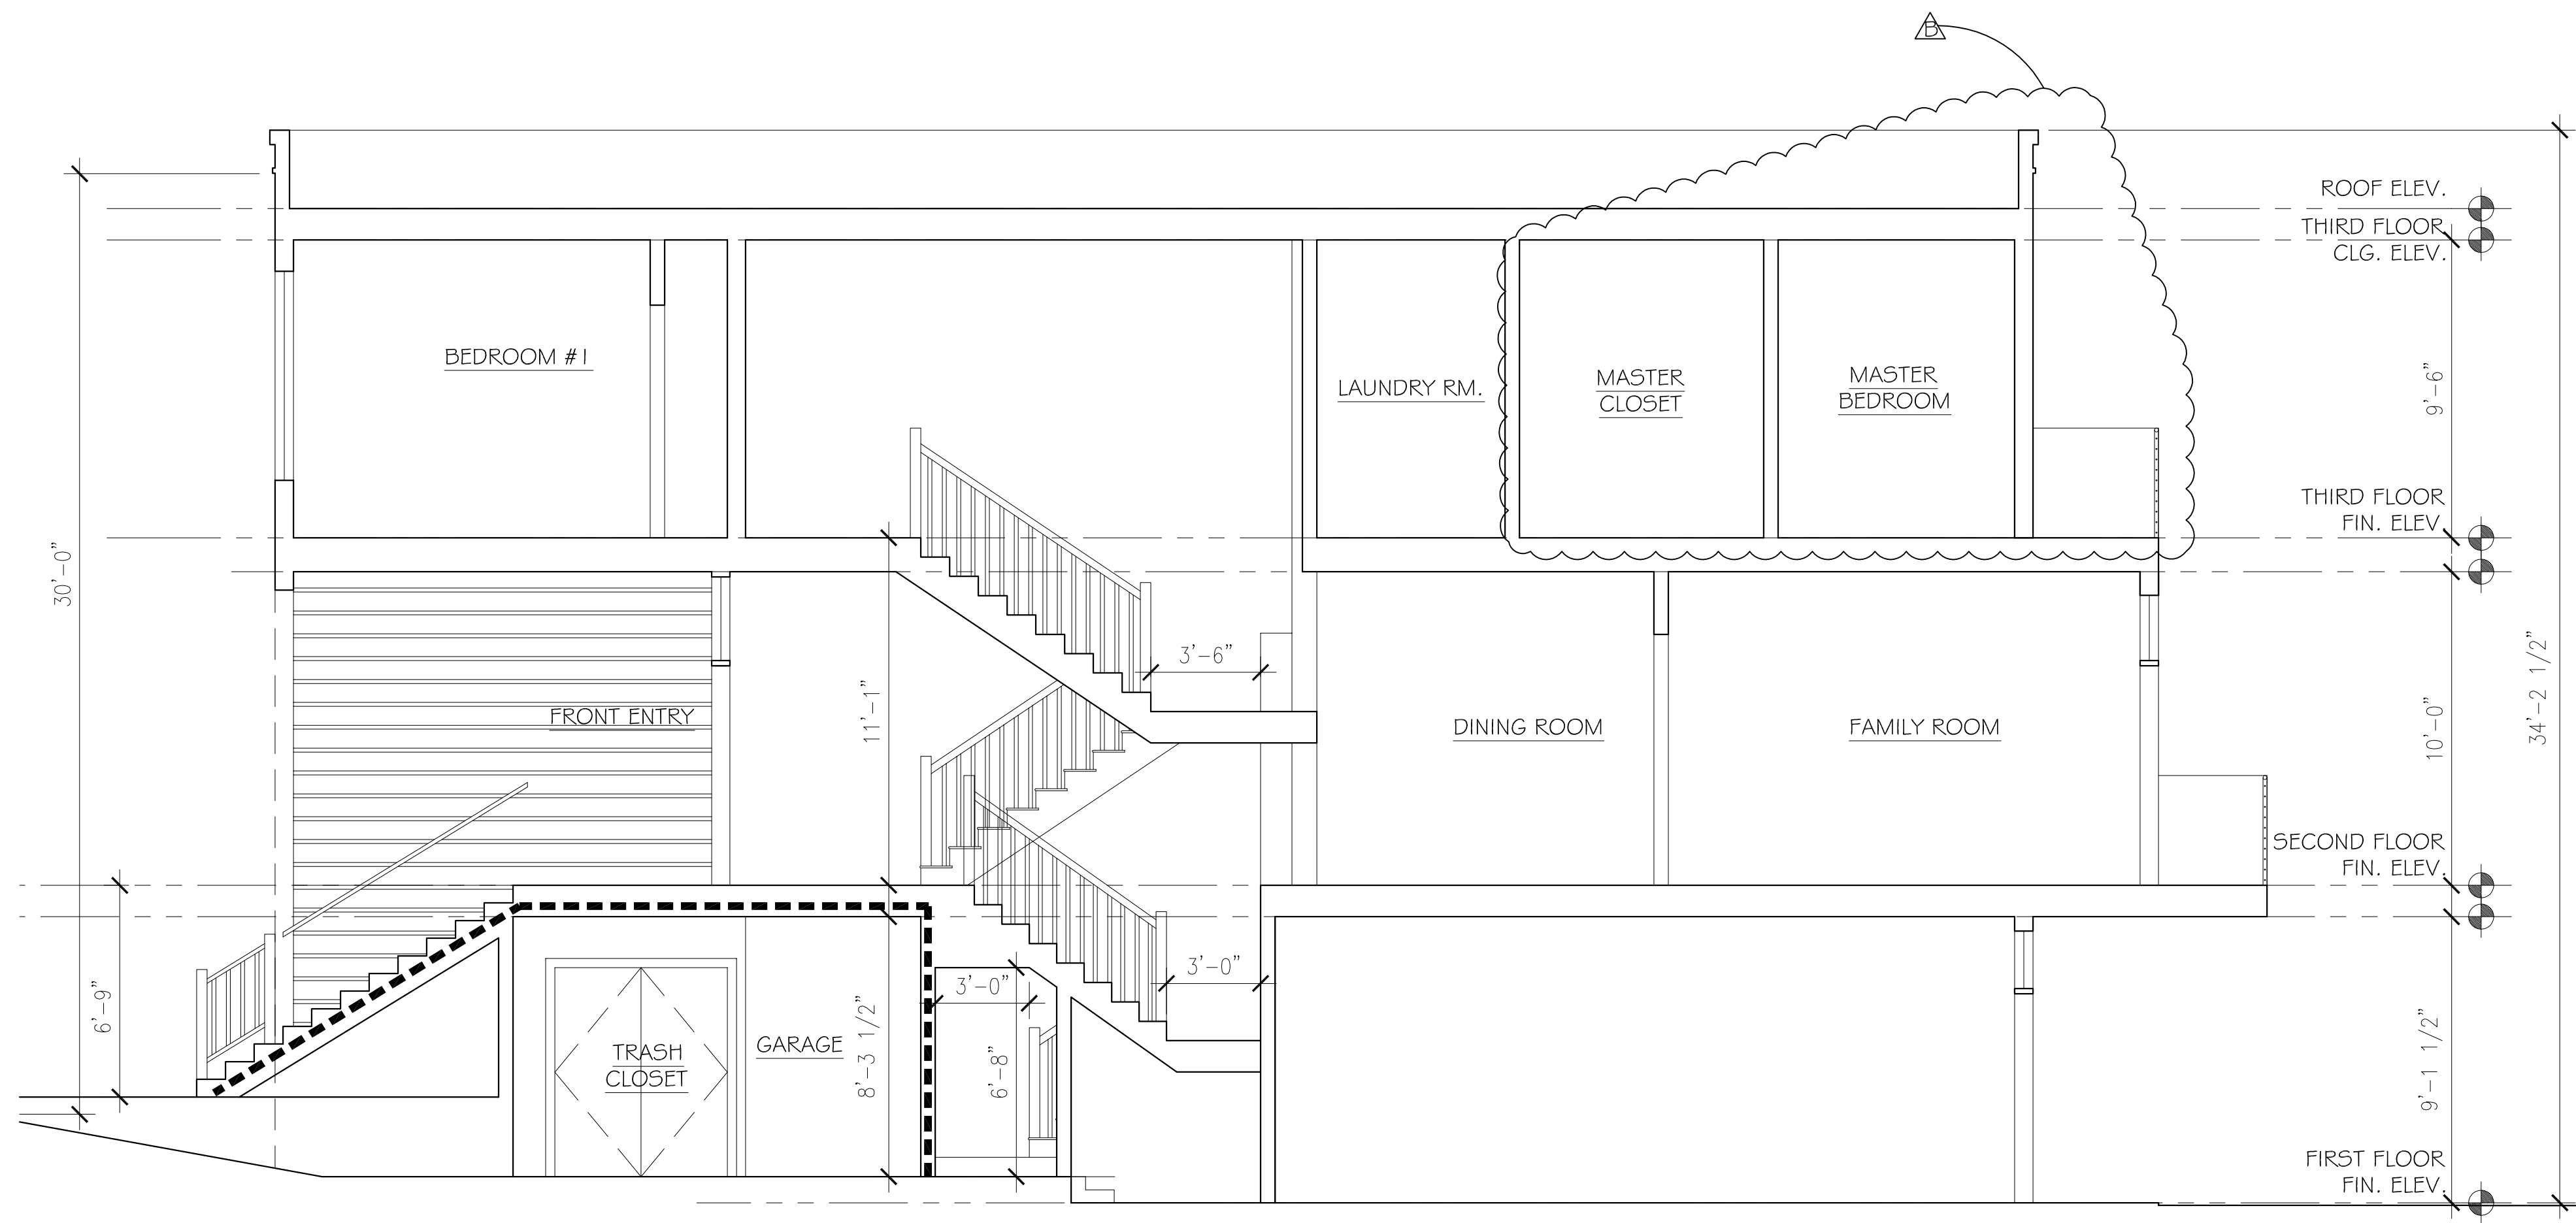 B
ROOF ELEV.
THIRD FLOOR
CLG. ELEV.
BEDROOM #1
LAUNDRY RM.
MASTER
CLOSET
MASTER
BEDROOM
9'-6"
THIRD FLOOR
FIN. ELEV.
30'-0"
3'-6"
11'-1"
FRONT ENTRY
DINING ROOM
FAMILY ROOM
10'-0"
34'-2 1/2"
SECOND FLOOR
FIN. ELEV.
6'-9"
3'-0"
3'-0"
TRASH
CLOSET
GARAGE
8'-3 1/2"
6'-8"
9'-1 1/2"
FIRST FLOOR
FIN. ELEV.